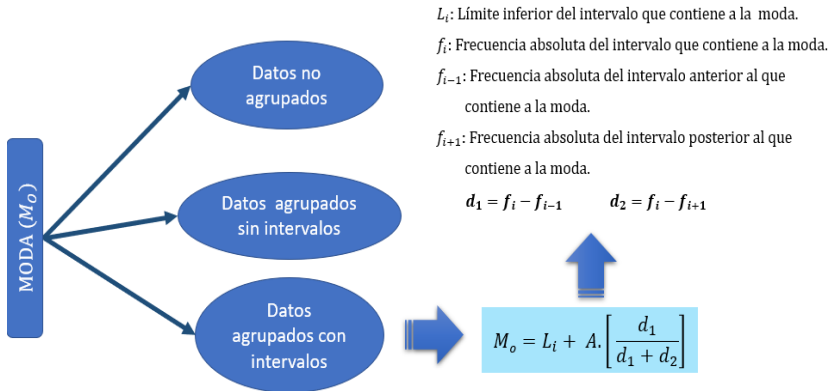 MODA (Mₒ)
Datos no
agrupados
Datos agrupados
sin intervalos
Datos
agrupados con
intervalos
Mₒ = Lᵢ + A.[d₁ / (d₁ + d₂)]
Lᵢ: Límite inferior del intervalo que contiene a la moda.
fᵢ: Frecuencia absoluta del intervalo que contiene a la moda.
fᵢ₋₁: Frecuencia absoluta del intervalo anterior al que
contiene a la moda.
fᵢ₊₁: Frecuencia absoluta del intervalo posterior al que
contiene a la moda.
d₁ = fᵢ − fᵢ₋₁ d₂ = fᵢ − fᵢ₊₁